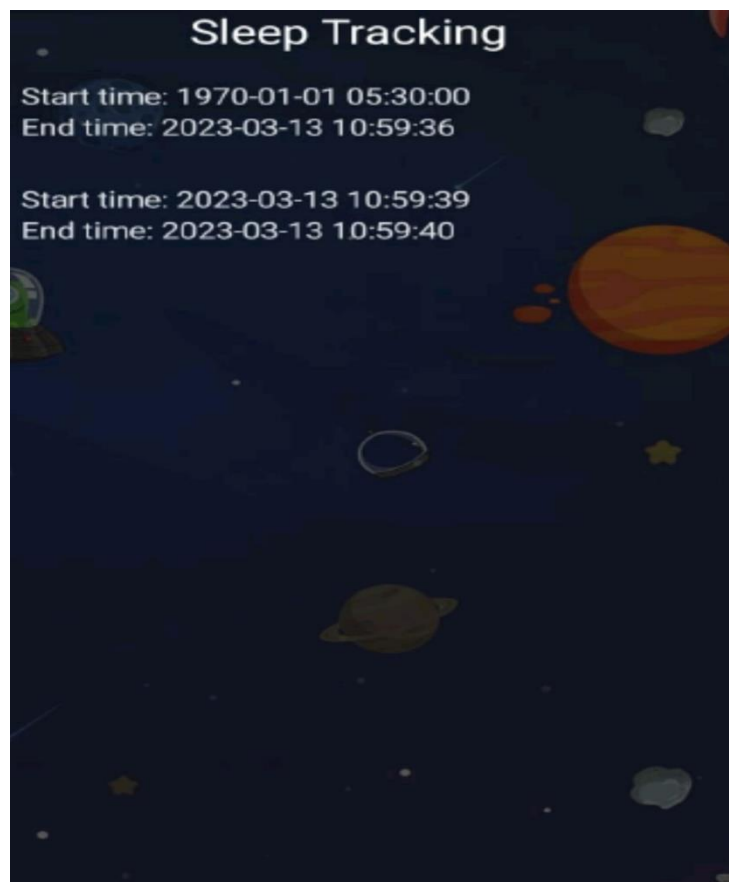 Sleep Tracking
Start time: 1970-01-01 05:30:00
End time: 2023-03-13 10:59:36
Start time: 2023-03-13 10:59:39
End time: 2023-03-13 10:59:40